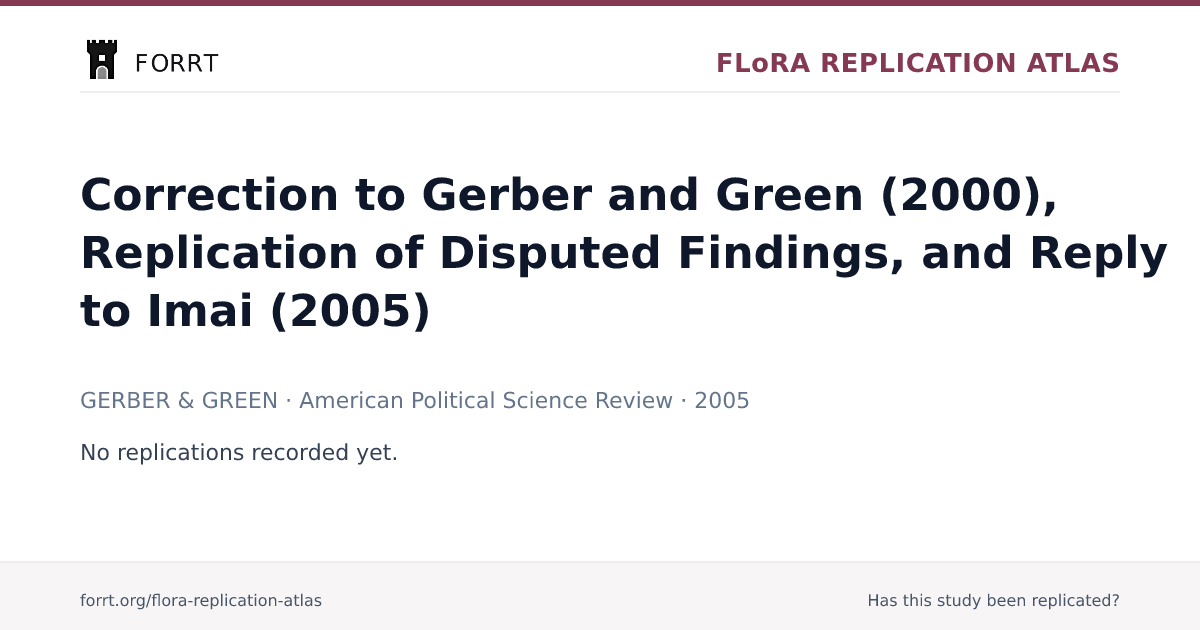 FORRT
FLoRA REPLICATION ATLAS
Correction to Gerber and Green (2000),
Replication of Disputed Findings, and Reply
to Imai (2005)
GERBER & GREEN · American Political Science Review · 2005
No replications recorded yet.
forrt.org/flora-replication-atlas
Has this study been replicated?